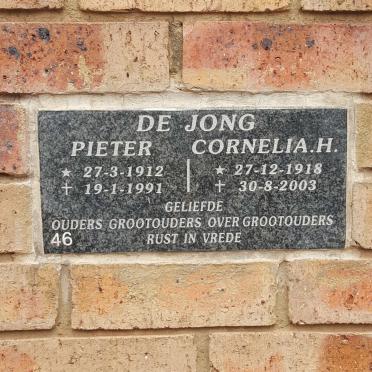 DE JONG
PIETER CORNELIA.H.
★ 27-3-1912 ★ 27-12-1918
✝ 19-1-1991 ✝ 30-8-2003
GELIEFDE
OUDERS GROOTOUDERS OVER GROOTOUDERS
46 RUST IN VREDE